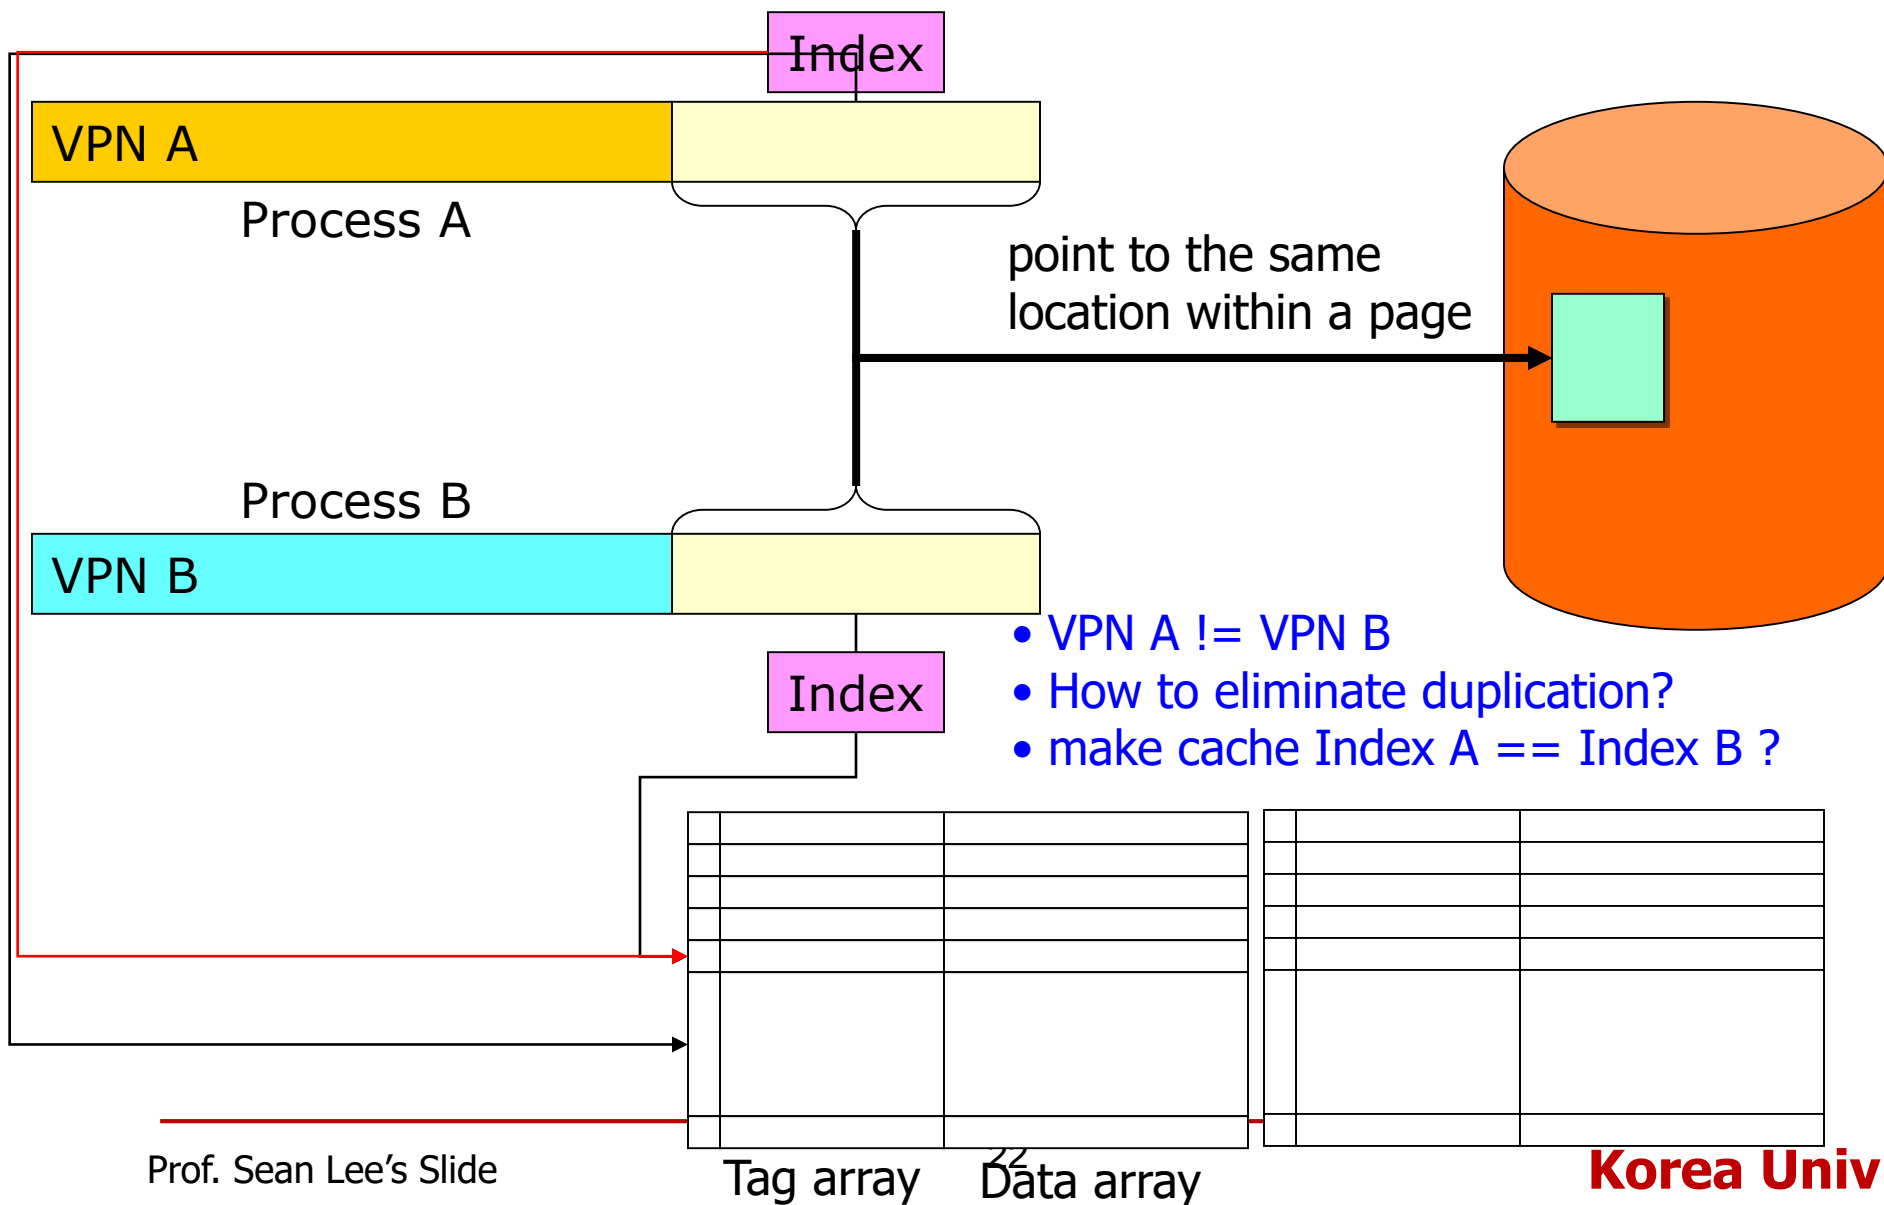 Index
VPN A
Process A
point to the same
location within a page
Process B
VPN B
Index
• VPN A != VPN B
• How to eliminate duplication?
• make cache Index A == Index B ?
Prof. Sean Lee’s Slide
22
Tag array
Data array
Korea Univ